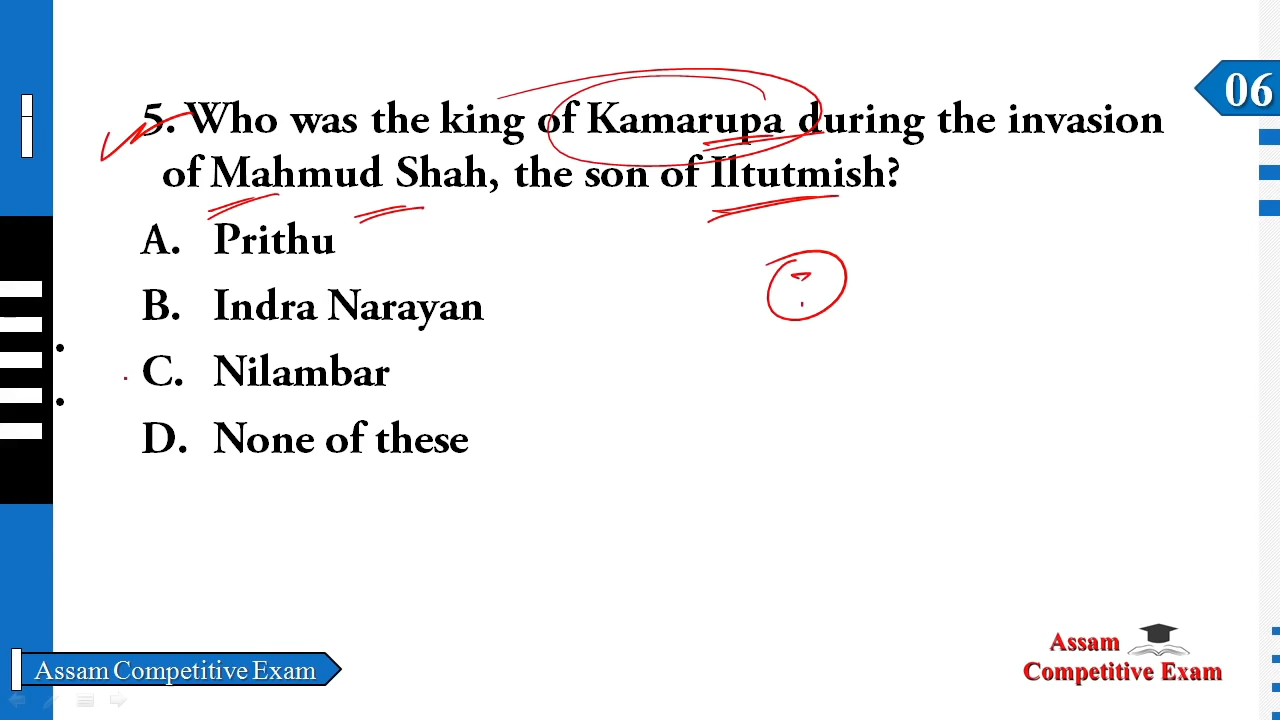 06
5. Who was the king of Kamarupa during the invasion
of Mahmud Shah, the son of Iltutmish?
A. Prithu
B. Indra Narayan
C. Nilambar
D. None of these
?
Assam Competitive Exam
Assam
Competitive Exam